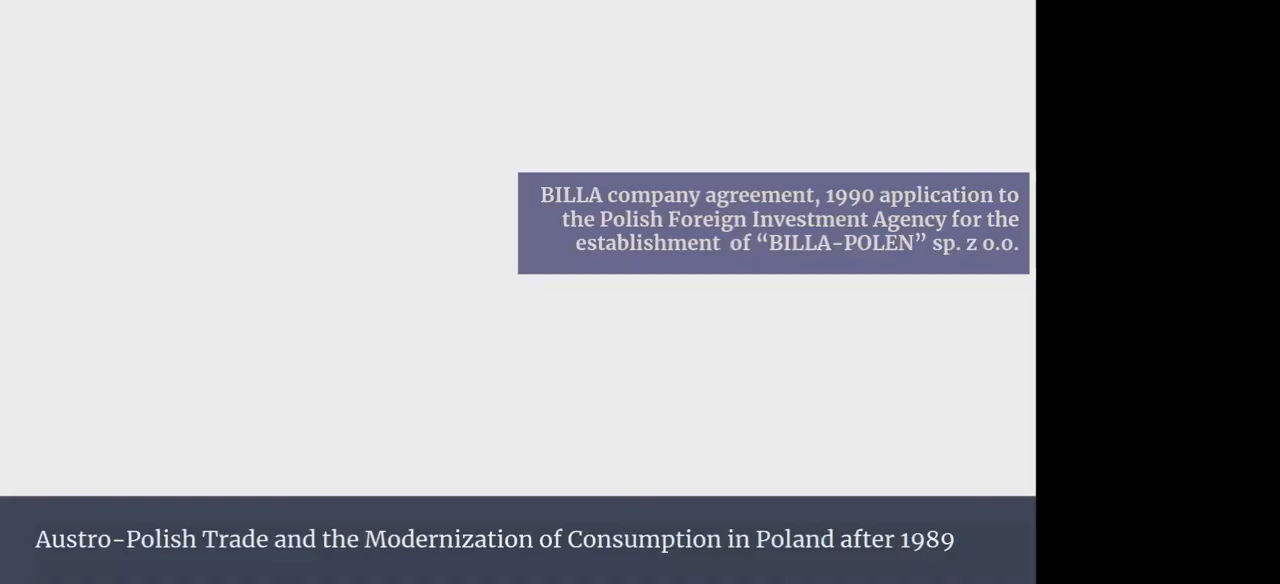 BILLA company agreement, 1990 application to
the Polish Foreign Investment Agency for the
establishment of “BILLA-POLEN” sp. z o.o.
Austro-Polish Trade and the Modernization of Consumption in Poland after 1989